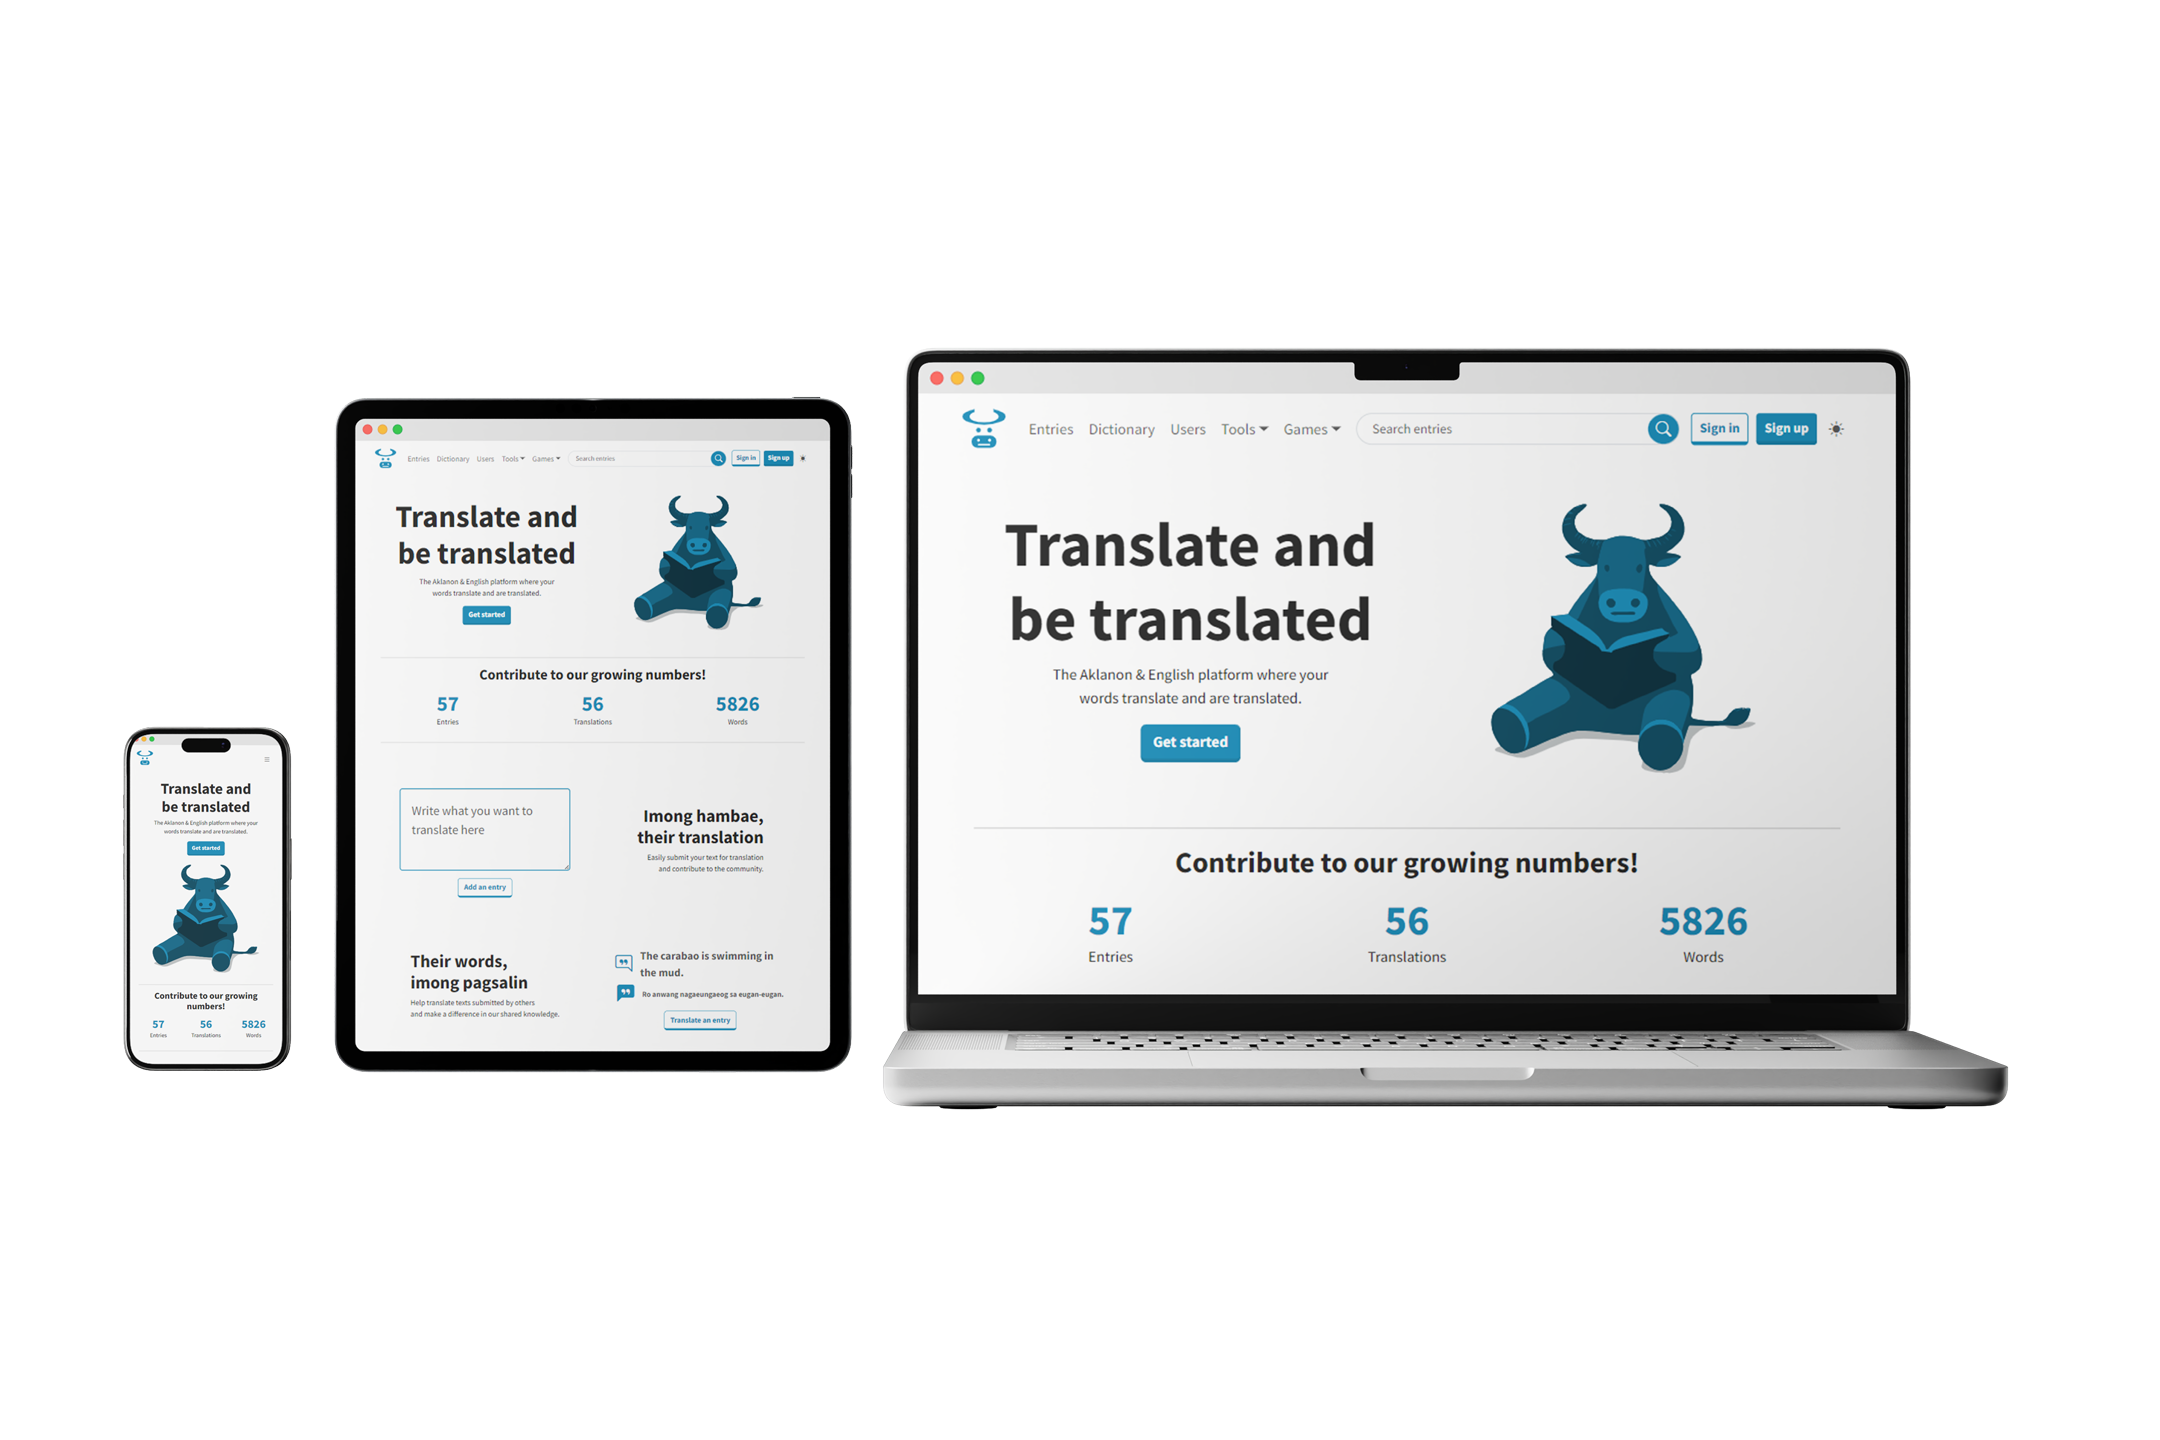 Translate and
be translated
The Aklanon & English platform where your
words translate and are translated.
Get started
Contribute to our growing
numbers!
57 56 5826
Entries Translations Words
Entries Dictionary Users Tools Games Search entries Sign in Sign up
Translate and
be translated
The Aklanon & English platform where your
words translate and are translated.
Get started
Contribute to our growing numbers!
57 56 5826
Entries Translations Words
Write what you want to
translate here
Add an entry
Imong hambae,
their translation
Easily submit your text for translation
and contribute to the community.
Their words,
imong pagsalin
Help translate texts submitted by others
and make a difference in our shared knowledge.
The carabao is swimming in
the mud.
Ro anwang nagaeungaeog sa eugan-eugan.
Translate an entry
Entries Dictionary Users Tools Games Search entries Sign in Sign up
Translate and
be translated
The Aklanon & English platform where your
words translate and are translated.
Get started
Contribute to our growing numbers!
57 56 5826
Entries Translations Words